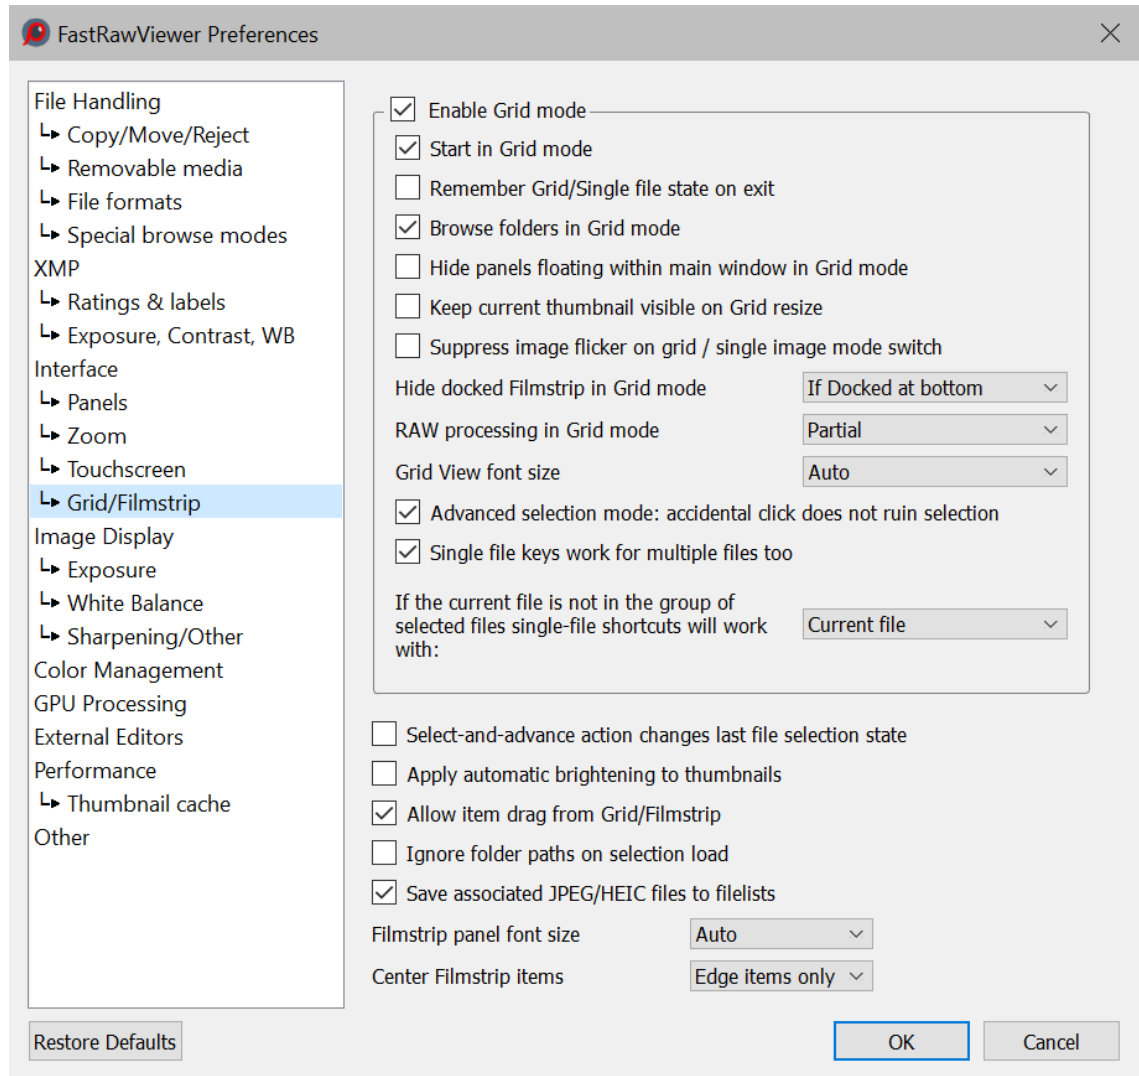 FastRawViewer Preferences
File Handling
Copy/Move/Reject
Removable media
File formats
Special browse modes
XMP
Ratings & labels
Exposure, Contrast, WB
Interface
Panels
Zoom
Touchscreen
Grid/Filmstrip
Image Display
Exposure
White Balance
Sharpening/Other
Color Management
GPU Processing
External Editors
Performance
Thumbnail cache
Other
Enable Grid mode
Start in Grid mode
Remember Grid/Single file state on exit
Browse folders in Grid mode
Hide panels floating within main window in Grid mode
Keep current thumbnail visible on Grid resize
Suppress image flicker on grid / single image mode switch
Hide docked Filmstrip in Grid mode If Docked at bottom
RAW processing in Grid mode Partial
Grid View font size Auto
Advanced selection mode: accidental click does not ruin selection
Single file keys work for multiple files too
If the current file is not in the group of
selected files single-file shortcuts will work
with:
Current file
Select-and-advance action changes last file selection state
Apply automatic brightening to thumbnails
Allow item drag from Grid/Filmstrip
Ignore folder paths on selection load
Save associated JPEG/HEIC files to filelists
Filmstrip panel font size Auto
Center Filmstrip items Edge items only
Restore Defaults OK Cancel